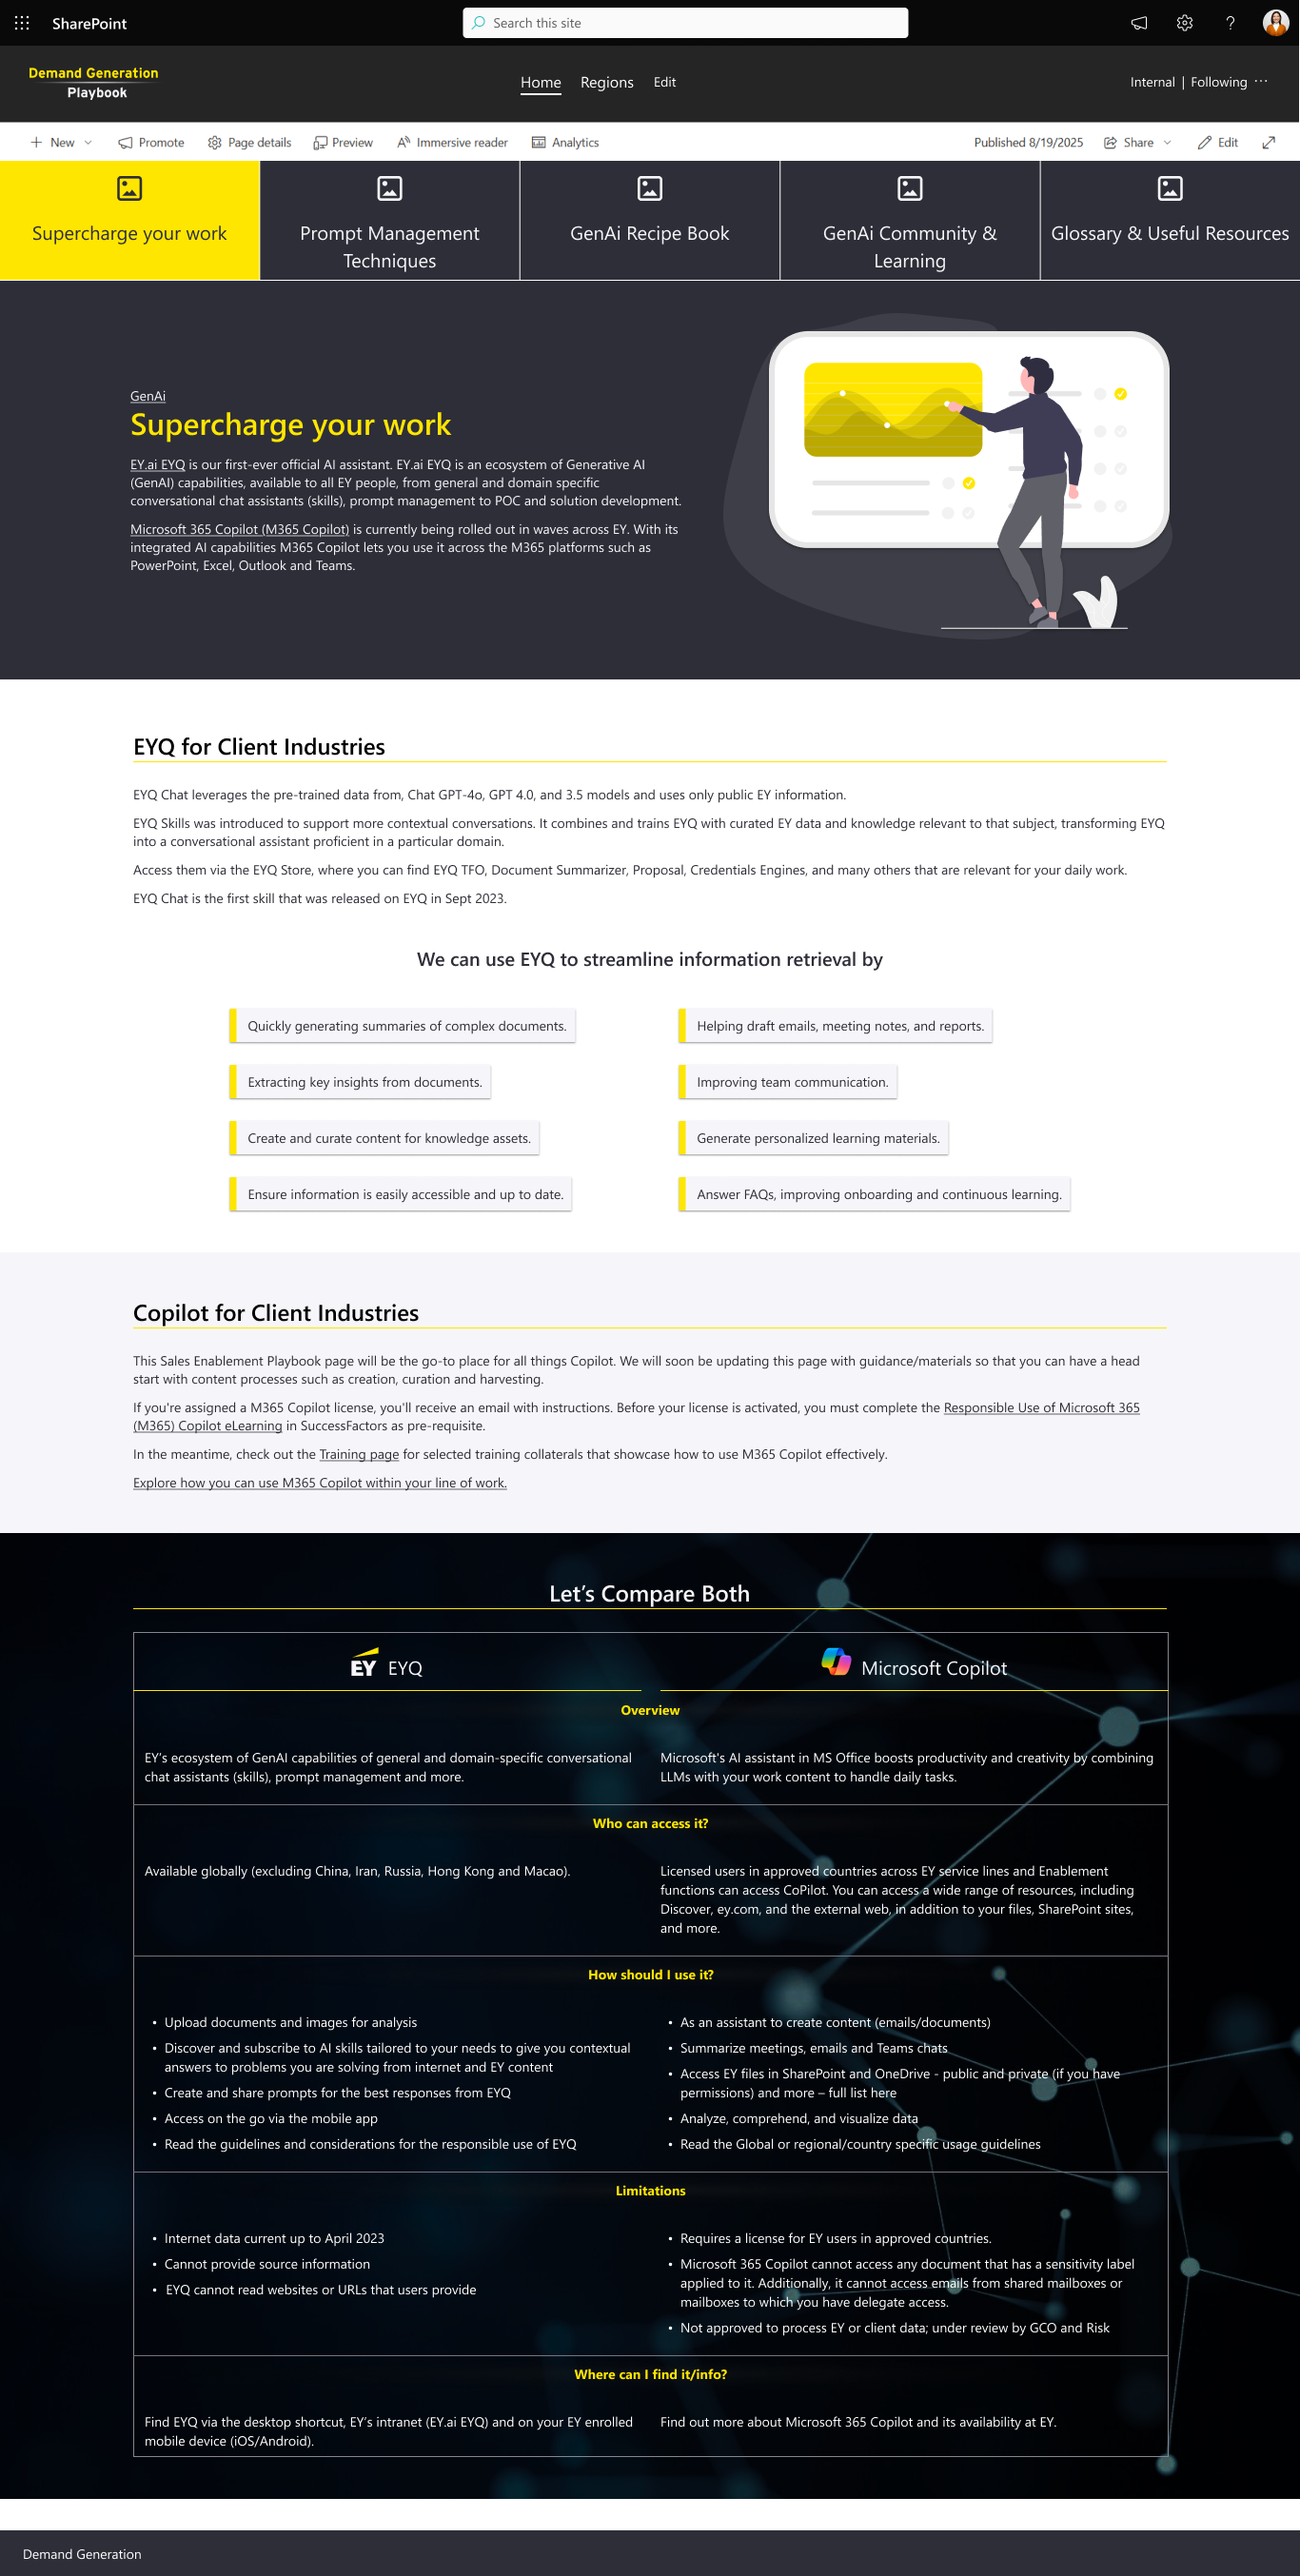 SharePoint
Search this site
Demand Generation
Playbook
Home
Regions
Edit
Internal | Following ···
New
Promote
Page details
Preview
Immersive reader
Analytics
Published 8/19/2025
Share
Edit
Supercharge your work
Prompt Management
Techniques
GenAi Recipe Book
GenAi Community &
Learning
Glossary & Useful Resources
GenAi
Supercharge your work
EY.ai EYQ is our first-ever official AI assistant. EY.ai EYQ is an ecosystem of Generative AI
(GenAI) capabilities, available to all EY people, from general and domain specific
conversational chat assistants (skills), prompt management to POC and solution development.
Microsoft 365 Copilot (M365 Copilot) is currently being rolled out in waves across EY. With its
integrated AI capabilities M365 Copilot lets you use it across the M365 platforms such as
PowerPoint, Excel, Outlook and Teams.
EYQ for Client Industries
EYQ Chat leverages the pre-trained data from, Chat GPT-4o, GPT 4.0, and 3.5 models and uses only public EY information.
EYQ Skills was introduced to support more contextual conversations. It combines and trains EYQ with curated EY data and knowledge relevant to that subject, transforming EYQ
into a conversational assistant proficient in a particular domain.
Access them via the EYQ Store, where you can find EYQ TFO, Document Summarizer, Proposal, Credentials Engines, and many others that are relevant for your daily work.
EYQ Chat is the first skill that was released on EYQ in Sept 2023.
We can use EYQ to streamline information retrieval by
Quickly generating summaries of complex documents.
Helping draft emails, meeting notes, and reports.
Extracting key insights from documents.
Improving team communication.
Create and curate content for knowledge assets.
Generate personalized learning materials.
Ensure information is easily accessible and up to date.
Answer FAQs, improving onboarding and continuous learning.
Copilot for Client Industries
This Sales Enablement Playbook page will be the go-to place for all things Copilot. We will soon be updating this page with guidance/materials so that you can have a head
start with content processes such as creation, curation and harvesting.
If you're assigned a M365 Copilot license, you'll receive an email with instructions. Before your license is activated, you must complete the Responsible Use of Microsoft 365
(M365) Copilot eLearning in SuccessFactors as pre-requisite.
In the meantime, check out the Training page for selected training collaterals that showcase how to use M365 Copilot effectively.
Explore how you can use M365 Copilot within your line of work.
Let's Compare Both
EY EYQ
Microsoft Copilot
Overview
EY's ecosystem of GenAI capabilities of general and domain-specific conversational
chat assistants (skills), prompt management and more.
Microsoft's AI assistant in MS Office boosts productivity and creativity by combining
LLMs with your work content to handle daily tasks.
Who can access it?
Available globally (excluding China, Iran, Russia, Hong Kong and Macao).
Licensed users in approved countries across EY service lines and Enablement
functions can access CoPilot. You can access a wide range of resources, including
Discover, ey.com, and the external web, in addition to your files, SharePoint sites,
and more.
How should I use it?
• Upload documents and images for analysis
• Discover and subscribe to AI skills tailored to your needs to give you contextual
answers to problems you are solving from internet and EY content
• Create and share prompts for the best responses from EYQ
• Access on the go via the mobile app
• Read the guidelines and considerations for the responsible use of EYQ
• As an assistant to create content (emails/documents)
• Summarize meetings, emails and Teams chats
• Access EY files in SharePoint and OneDrive - public and private (if you have
permissions) and more – full list here
• Analyze, comprehend, and visualize data
• Read the Global or regional/country specific usage guidelines
Limitations
• Internet data current up to April 2023
• Cannot provide source information
• EYQ cannot read websites or URLs that users provide
• Requires a license for EY users in approved countries.
• Microsoft 365 Copilot cannot access any document that has a sensitivity label
applied to it. Additionally, it cannot access emails from shared mailboxes or
mailboxes to which you have delegate access.
• Not approved to process EY or client data; under review by GCO and Risk
Where can I find it/info?
Find EYQ via the desktop shortcut, EY's intranet (EY.ai EYQ) and on your EY enrolled
mobile device (iOS/Android).
Find out more about Microsoft 365 Copilot and its availability at EY.
Demand Generation